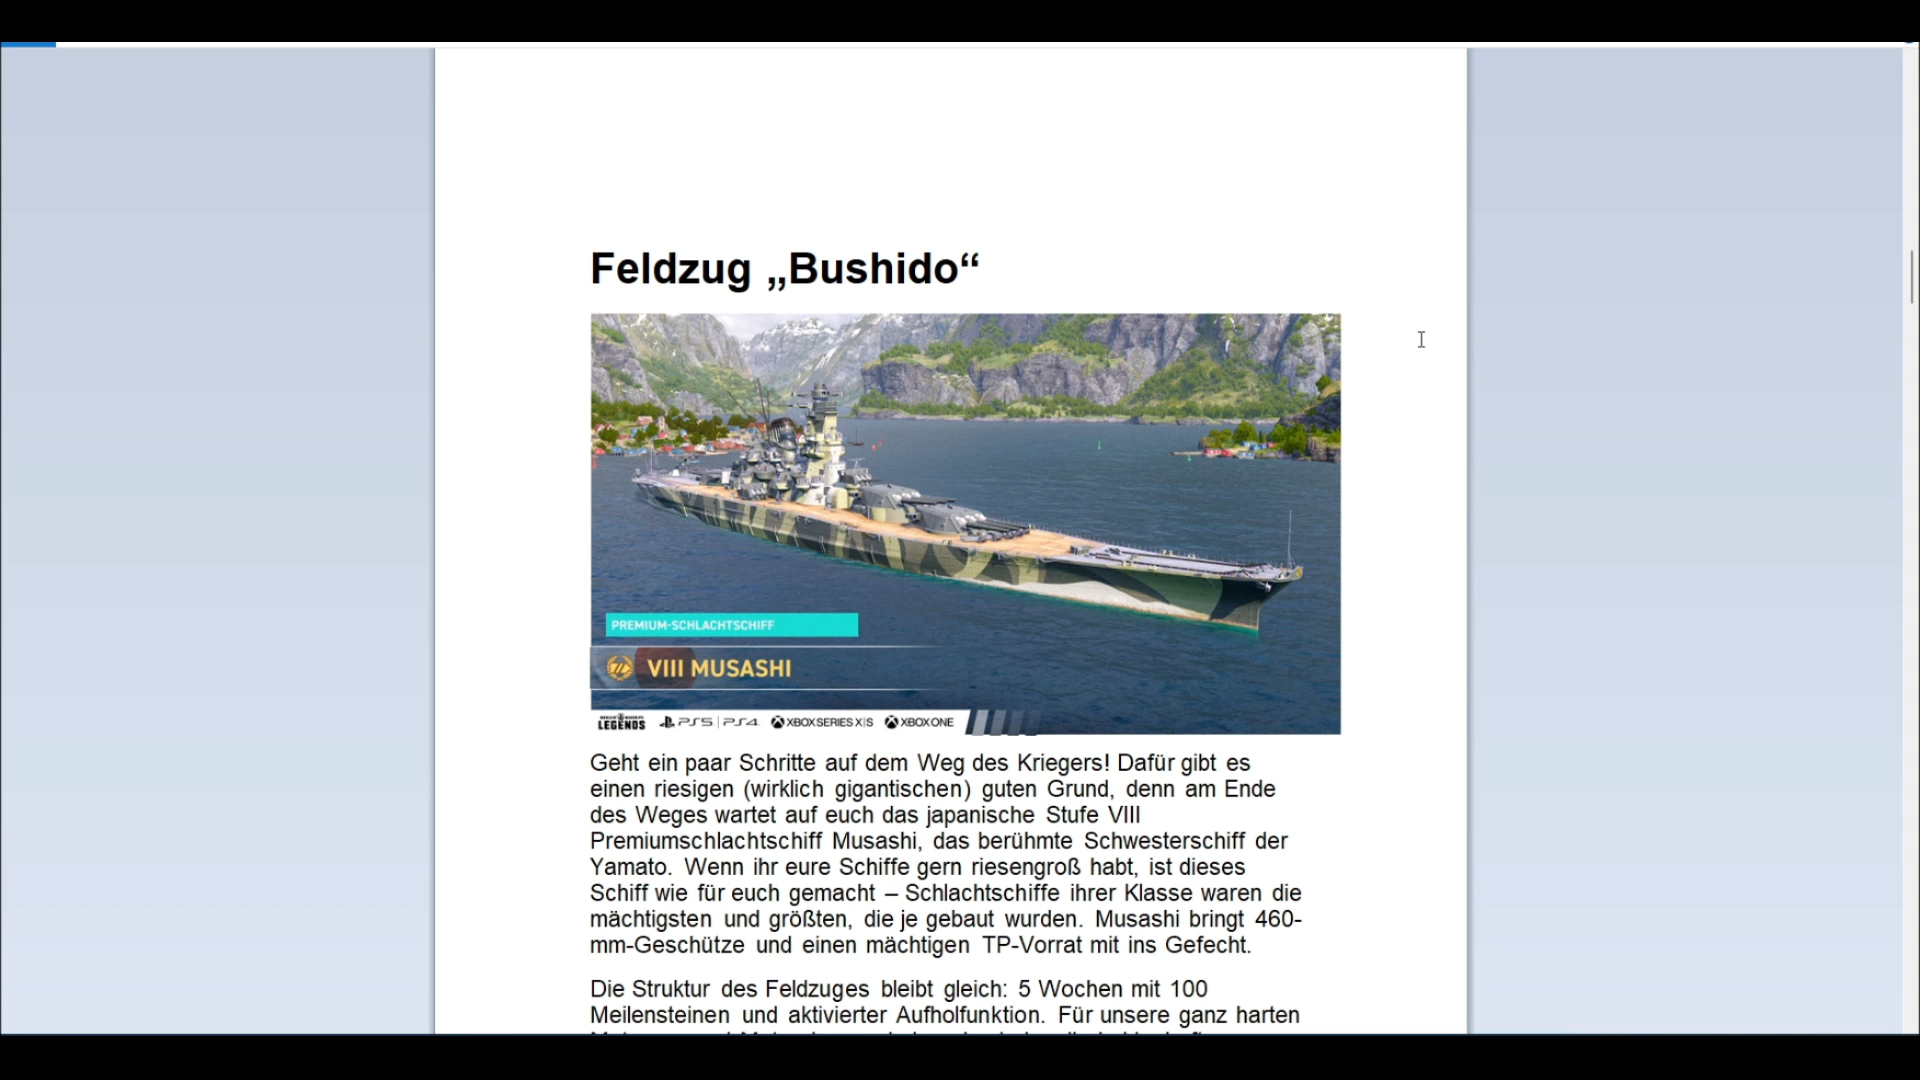 Feldzug „Bushido“
PREMIUM-SCHLACHTSCHIFF
VIII MUSASHI
LEGENDS PS5 | PS4 XBOX SERIES X|S XBOX ONE
Geht ein paar Schritte auf dem Weg des Kriegers! Dafür gibt es
einen riesigen (wirklich gigantischen) guten Grund, denn am Ende
des Weges wartet auf euch das japanische Stufe VIII
Premiumschlachtschiff Musashi, das berühmte Schwesterschiff der
Yamato. Wenn ihr eure Schiffe gern riesengroß habt, ist dieses
Schiff wie für euch gemacht – Schlachtschiffe ihrer Klasse waren die
mächtigsten und größten, die je gebaut wurden. Musashi bringt 460-
mm-Geschütze und einen mächtigen TP-Vorrat mit ins Gefecht.
Die Struktur des Feldzuges bleibt gleich: 5 Wochen mit 100
Meilensteinen und aktivierter Aufholfunktion. Für unsere ganz harten